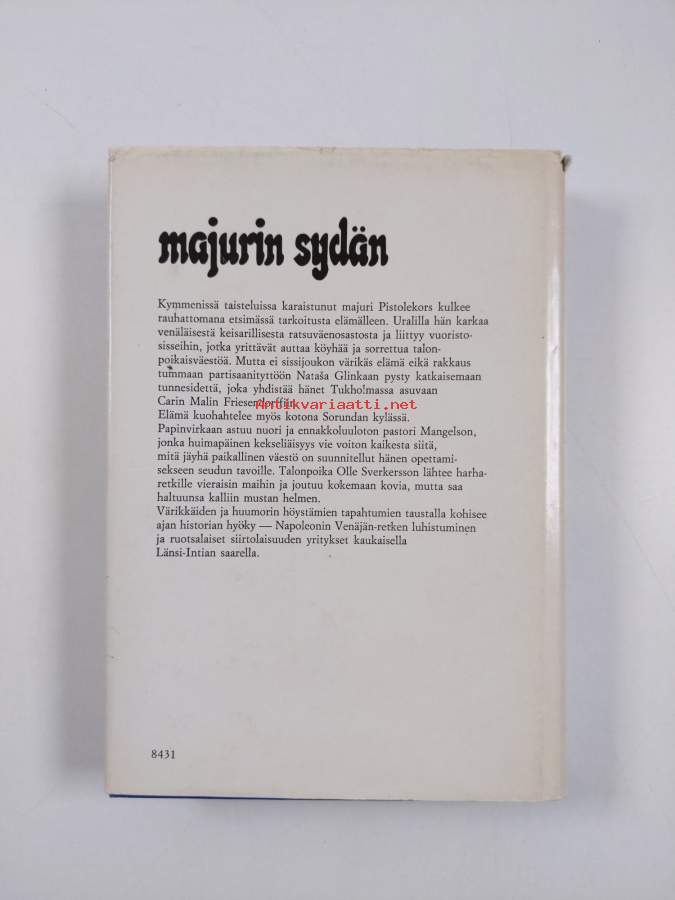 majurin sydän
Kymmenissä taisteluissa karaistunut majuri Pistolekors kulkee
rauhattomana etsimässä tarkoitusta elämälleen. Uralilla hän karkaa
venäläisestä keisarillisesta ratsuväenosastosta ja liittyy vuoristo-
sisseihin, jotka yrittävät auttaa köyhää ja sorrettua talon-
poikaisväestöä. Mutta ei sissijoukon värikäs elämä eikä rakkaus
tummaan partisaanityttöön Nataša Glinkaan pysty katkaisemaan
tunnesidettä, joka yhdistää hänet Tukholmassa asuvaan
Carin Malin Friesendorffiin.
Antikvariaatti.net
Elämä kuohahtelee myös kotona Sorundan kylässä.
Papinvirkaan astuu nuori ja ennakkoluuloton pastori Mangelson,
jonka huimapäinen kekseliäisyys vie voiton kaikesta siitä,
mitä jäyhä paikallinen väestö on suunnitellut hänen opettami-
sekseen seudun tavoille. Talonpoika Olle Sverkersson lähtee harha-
retkille vieraisiin maihin ja joutuu kokemaan kovia, mutta saa
haltuunsa kalliin mustan helmen.
Värikkäiden ja huumorin höystämien tapahtumien taustalla kohisee
ajan historian hyöky — Napoleonin Venäjän-retken luhistuminen
ja ruotsalaiset siirtolaisuuden yritykset kaukaisella
Länsi-Intian saarella.
8431